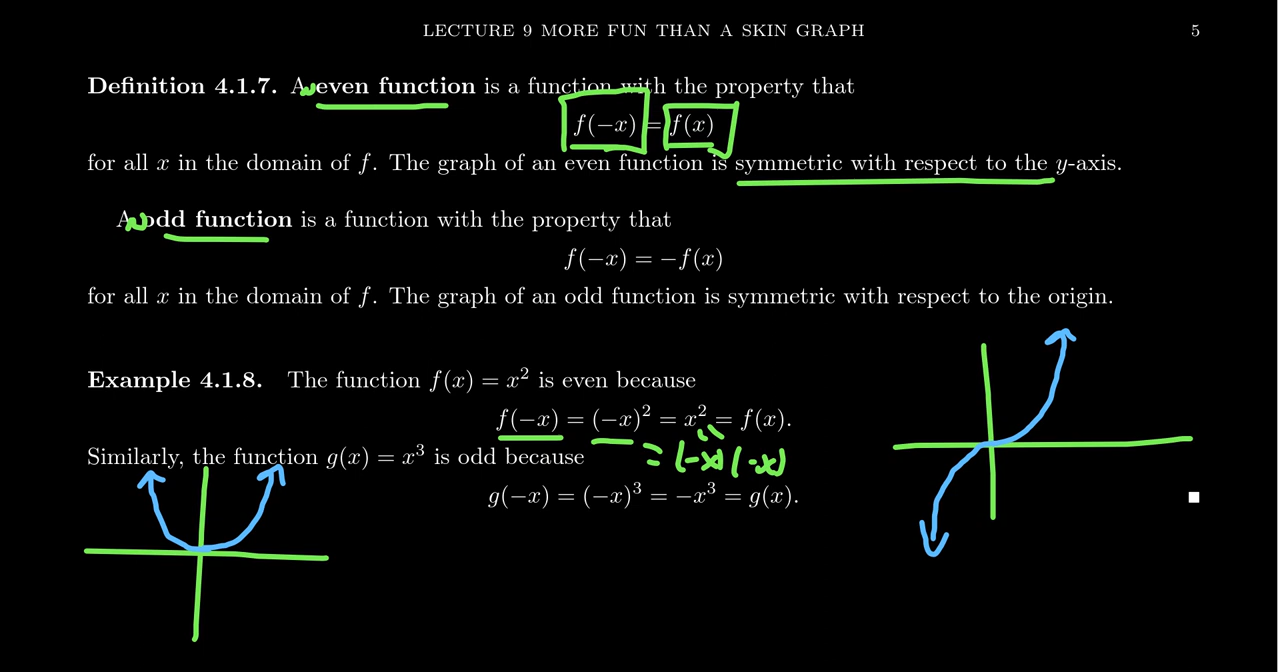 LECTURE 9 MORE FUN THAN A SKIN GRAPH 5
Definition 4.1.7. An even function is a function with the property that
f(−x) = f(x)
for all x in the domain of f. The graph of an even function is symmetric with respect to the y-axis.
An odd function is a function with the property that
f(−x) = −f(x)
for all x in the domain of f. The graph of an odd function is symmetric with respect to the origin.
Example 4.1.8. The function f(x) = x² is even because
f(−x) = (−x)² = x² = f(x).
= (-x)(-x)
Similarly, the function g(x) = x³ is odd because
g(−x) = (−x)³ = −x³ = g(x).